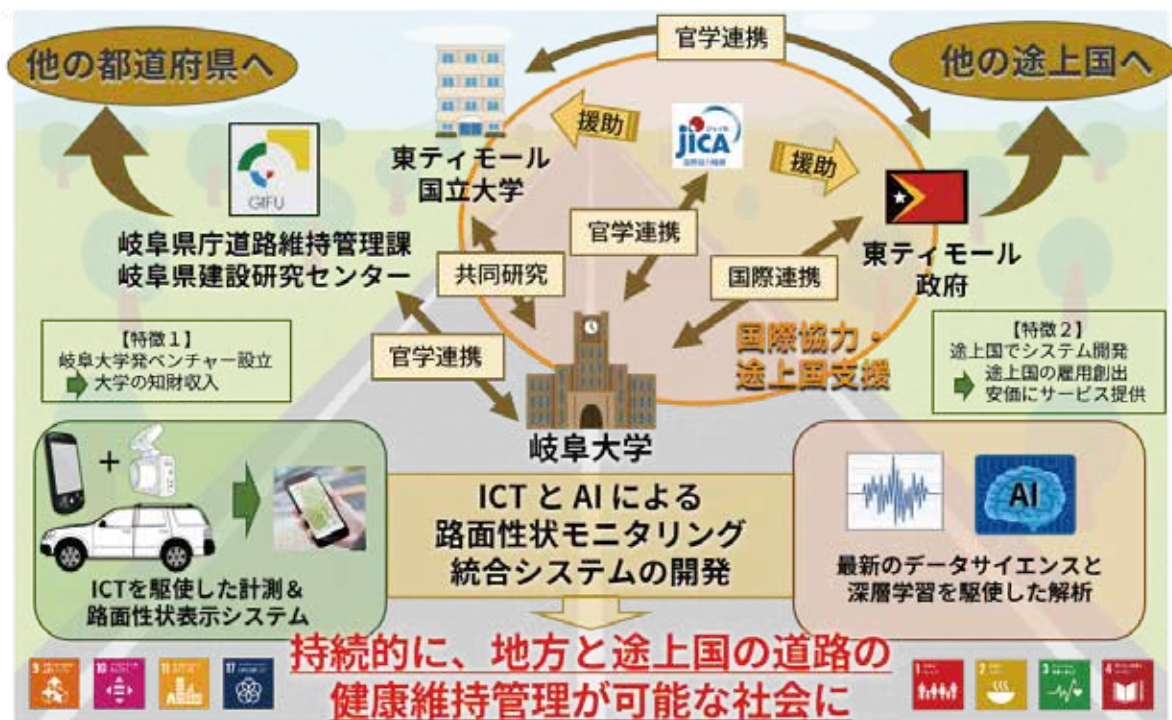 官学連携
他の都道府県へ
他の途上国へ
援助
JICA
援助
東ティモール
国立大学
GIFU
岐阜県庁道路維持管理課
岐阜県建設研究センター
官学連携
共同研究
国際連携
東ティモール
政府
官学連携
国際協力・
途上国支援
【特徴1】
岐阜大学発ベンチャー設立
大学の知財収入
【特徴2】
途上国でシステム開発
途上国の雇用創出
安価にサービス提供
岐阜大学
+
ICTを駆使した計測&
路面性状表示システム
ICTとAIによる
路面性状モニタリング
統合システムの開発
AI
最新のデータサイエンスと
深層学習を駆使した解析
持続的に、地方と途上国の道路の
健康維持管理が可能な社会に
9
10
11
17
1
2
3
4